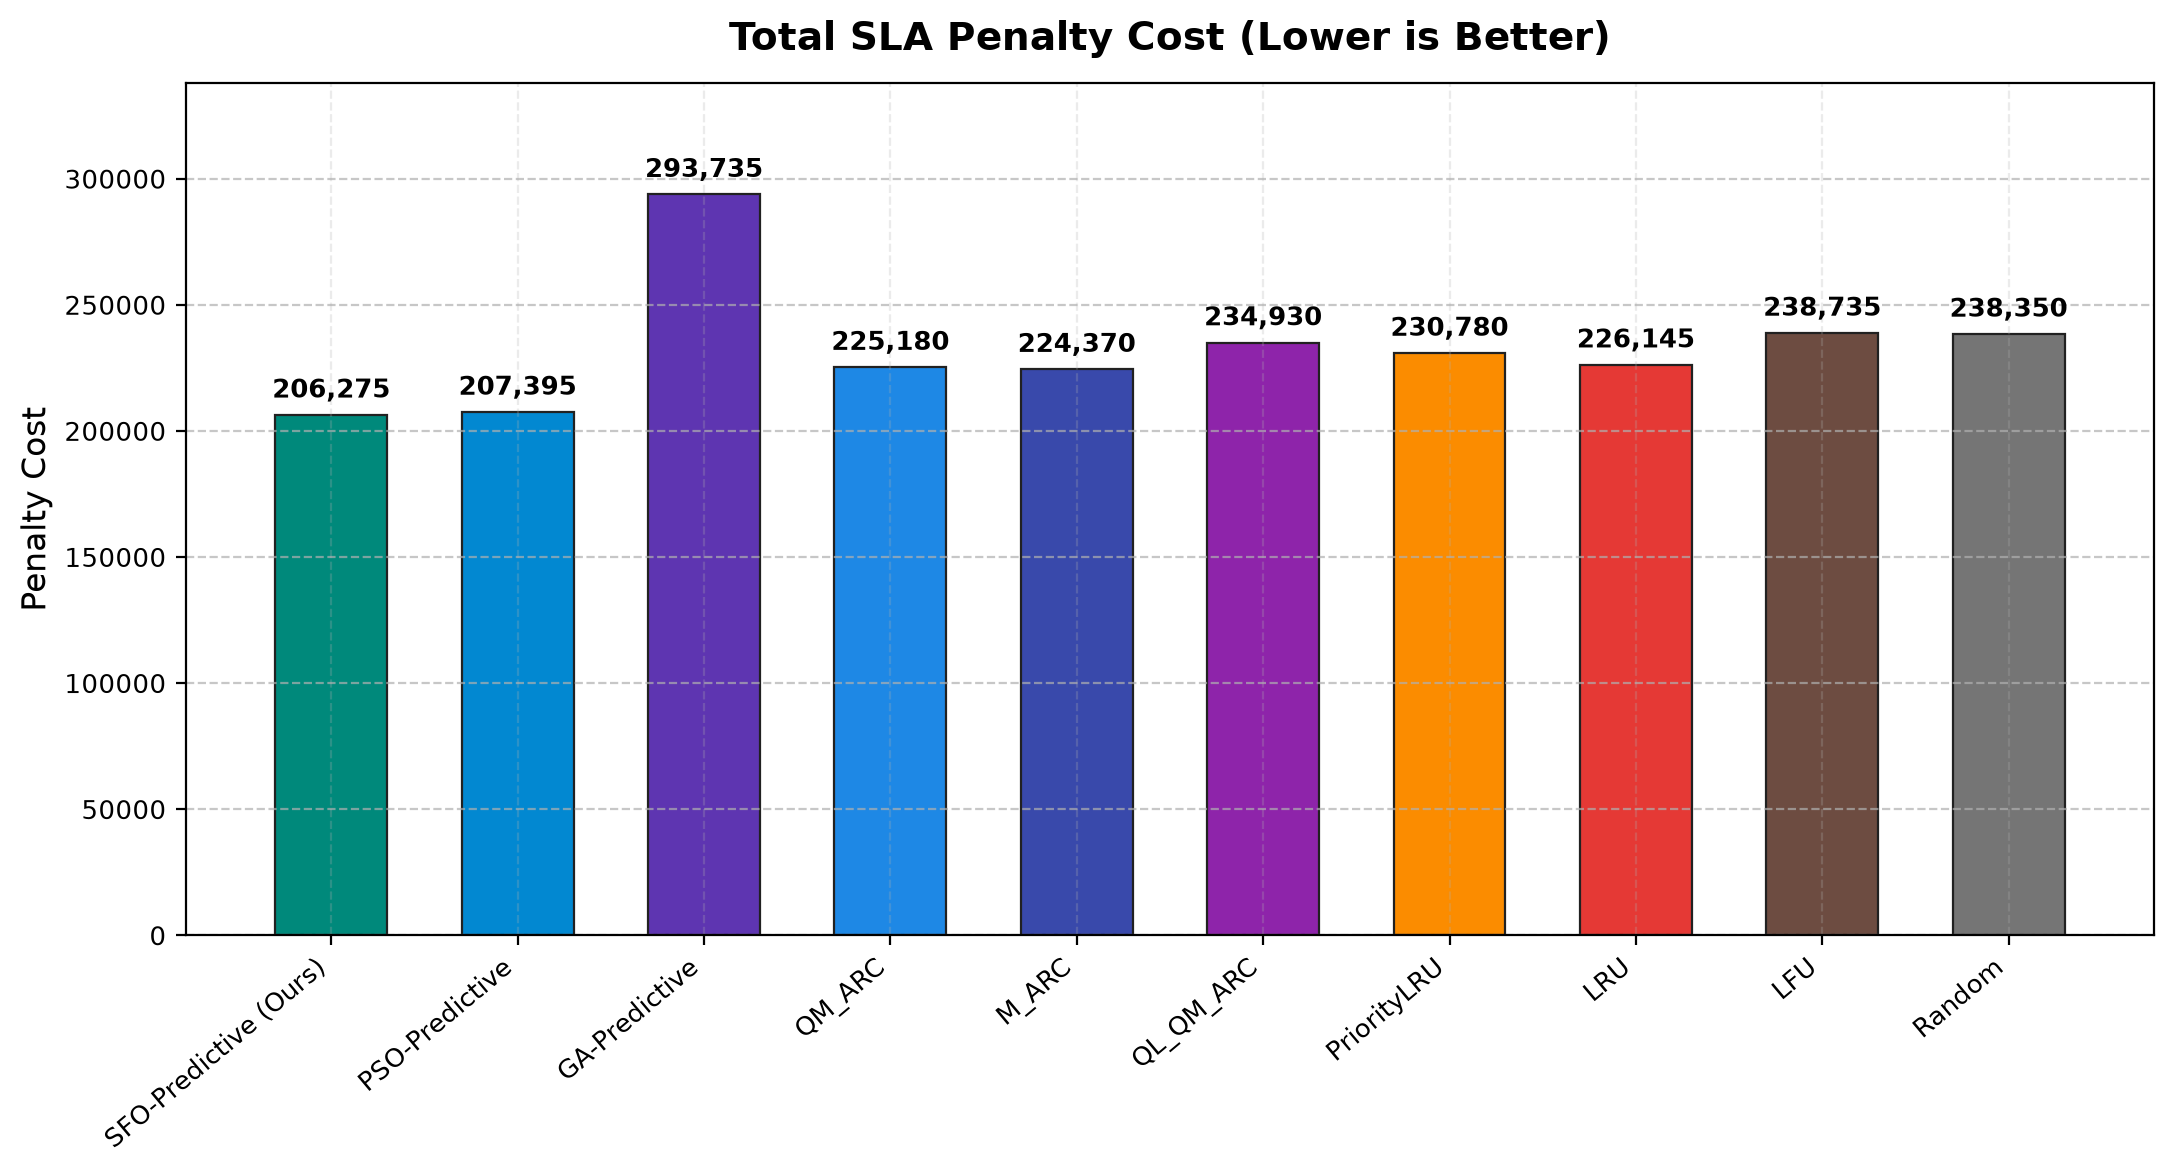 Total SLA Penalty Cost (Lower is Better)
Penalty Cost
300000
250000
200000
150000
100000
50000
0
206,275
207,395
293,735
225,180
224,370
234,930
230,780
226,145
238,735
238,350
SFO-Predictive (Ours)
PSO-Predictive
GA-Predictive
QM_ARC
M_ARC
QL_QM_ARC
PriorityLRU
LRU
LFU
Random